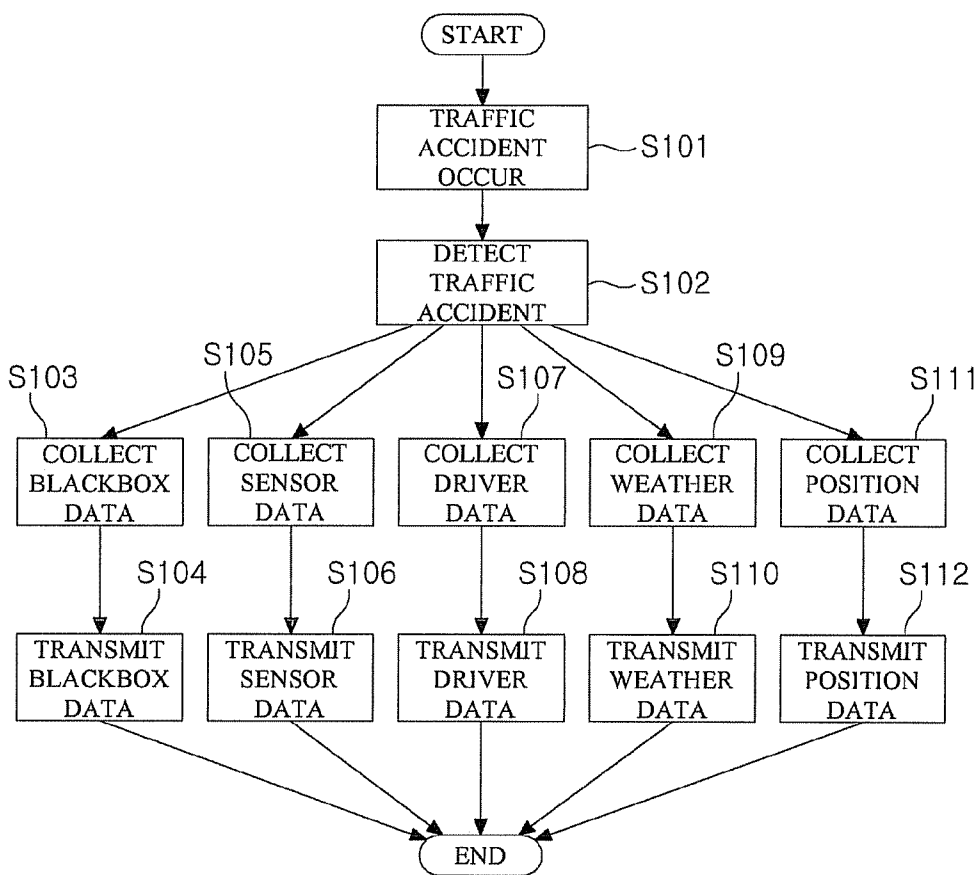 START
TRAFFIC
ACCIDENT
OCCUR
S101
DETECT
TRAFFIC
ACCIDENT
S102
S103
S105
S107
S109
S111
COLLECT
BLACKBOX
DATA
COLLECT
SENSOR
DATA
COLLECT
DRIVER
DATA
COLLECT
WEATHER
DATA
COLLECT
POSITION
DATA
S104
S106
S108
S110
S112
TRANSMIT
BLACKBOX
DATA
TRANSMIT
SENSOR
DATA
TRANSMIT
DRIVER
DATA
TRANSMIT
WEATHER
DATA
TRANSMIT
POSITION
DATA
END